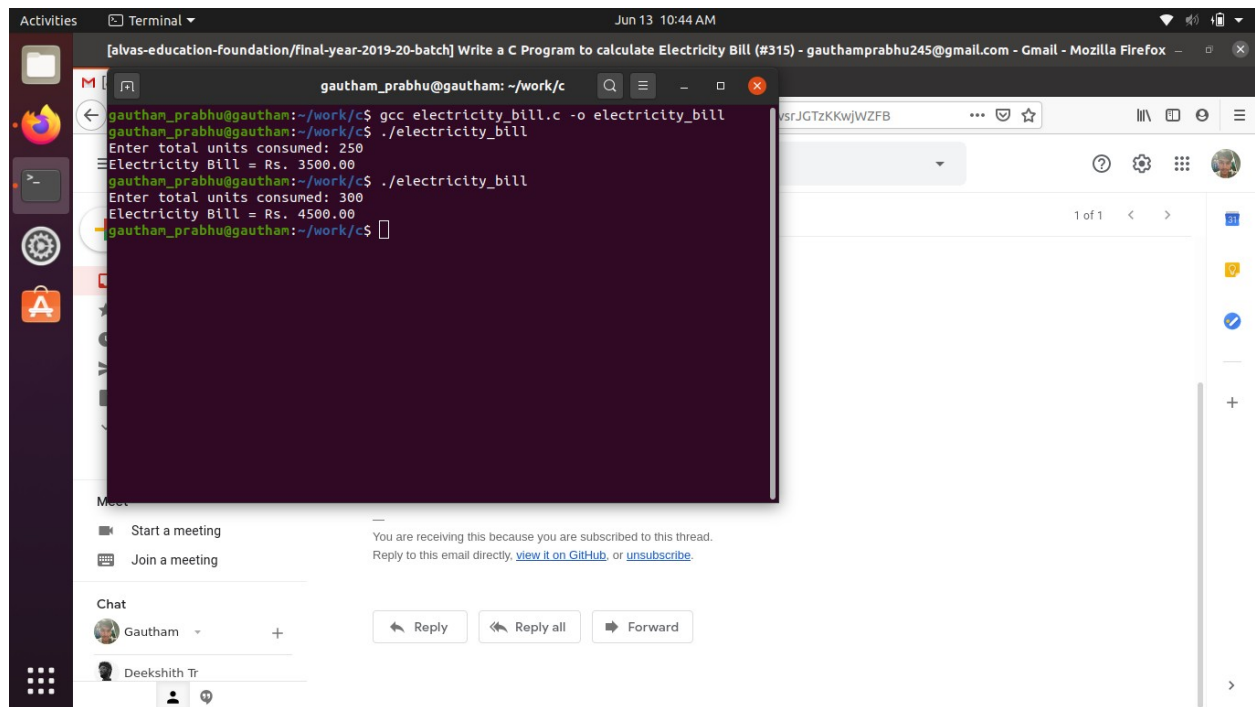 Activities
Terminal
Jun 13 10:44 AM
[alvas-education-foundation/final-year-2019-20-batch] Write a C Program to calculate Electricity Bill (#315) - gauthamprabhu245@gmail.com - Gmail - Mozilla Firefox
gautham_prabhu@gautham: ~/work/c
gautham_prabhu@gautham:~/work/c$ gcc electricity_bill.c -o electricity_bill
gautham_prabhu@gautham:~/work/c$ ./electricity_bill
Enter total units consumed: 250
Electricity Bill = Rs. 3500.00
gautham_prabhu@gautham:~/work/c$ ./electricity_bill
Enter total units consumed: 300
Electricity Bill = Rs. 4500.00
gautham_prabhu@gautham:~/work/c$
vsrJGTzKKwjWZFB
1 of 1
31
Meet
Start a meeting
Join a meeting
Chat
Gautham
Deekshith Tr
—
You are receiving this because you are subscribed to this thread.
Reply to this email directly, view it on GitHub, or unsubscribe.
Reply
Reply all
Forward